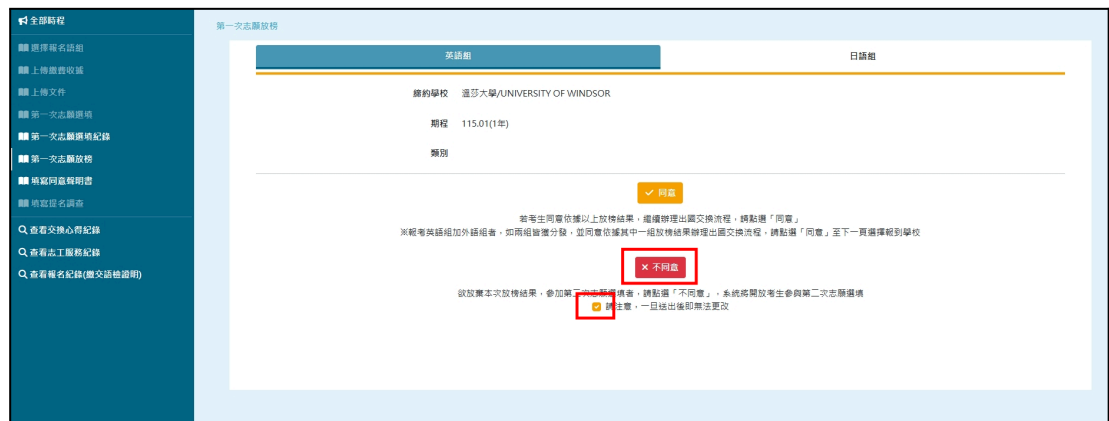 全部時程
選擇報名語組
上傳繳費收據
上傳文件
第一次志願選填
第一次志願選填紀錄
第一次志願放榜
填寫同意聲明書
填寫提名調查
查看交換心得紀錄
查看志工服務紀錄
查看報名紀錄(繳交語檢證明)
第一次志願放榜
英語組
日語組
締約學校 溫莎大學/UNIVERSITY OF WINDSOR
期程 115.01(1年)
類別
同意
若考生同意依據以上放榜結果，繼續辦理出國交換流程，請點選「同意」
※報考英語組加外語組者，如兩組皆獲分發，並同意依據其中一組放榜結果辦理出國交換流程，請點選「同意」至下一頁選擇報到學校
不同意
欲放棄本次放榜結果，參加第二次志願選填者，請點選「不同意」，系統將開放考生參與第二次志願選填
請注意，一旦送出後即無法更改